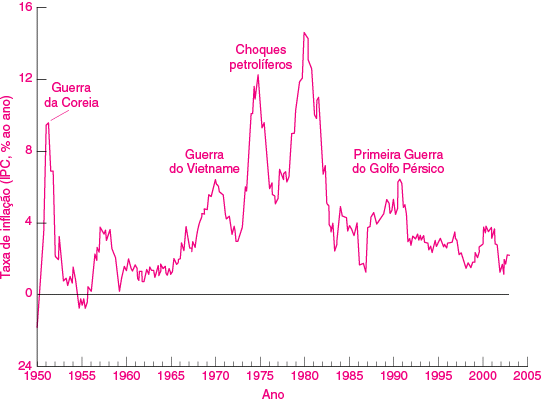 16
12
8
4
0
24
Taxa de inflação (IPC, % ao ano)
Guerra
da Coreia
Guerra
do Vietname
Choques
petrolíferos
Primeira Guerra
do Golfo Pérsico
1950 1955 1960 1965 1970 1975 1980 1985 1990 1995 2000 2005
Ano